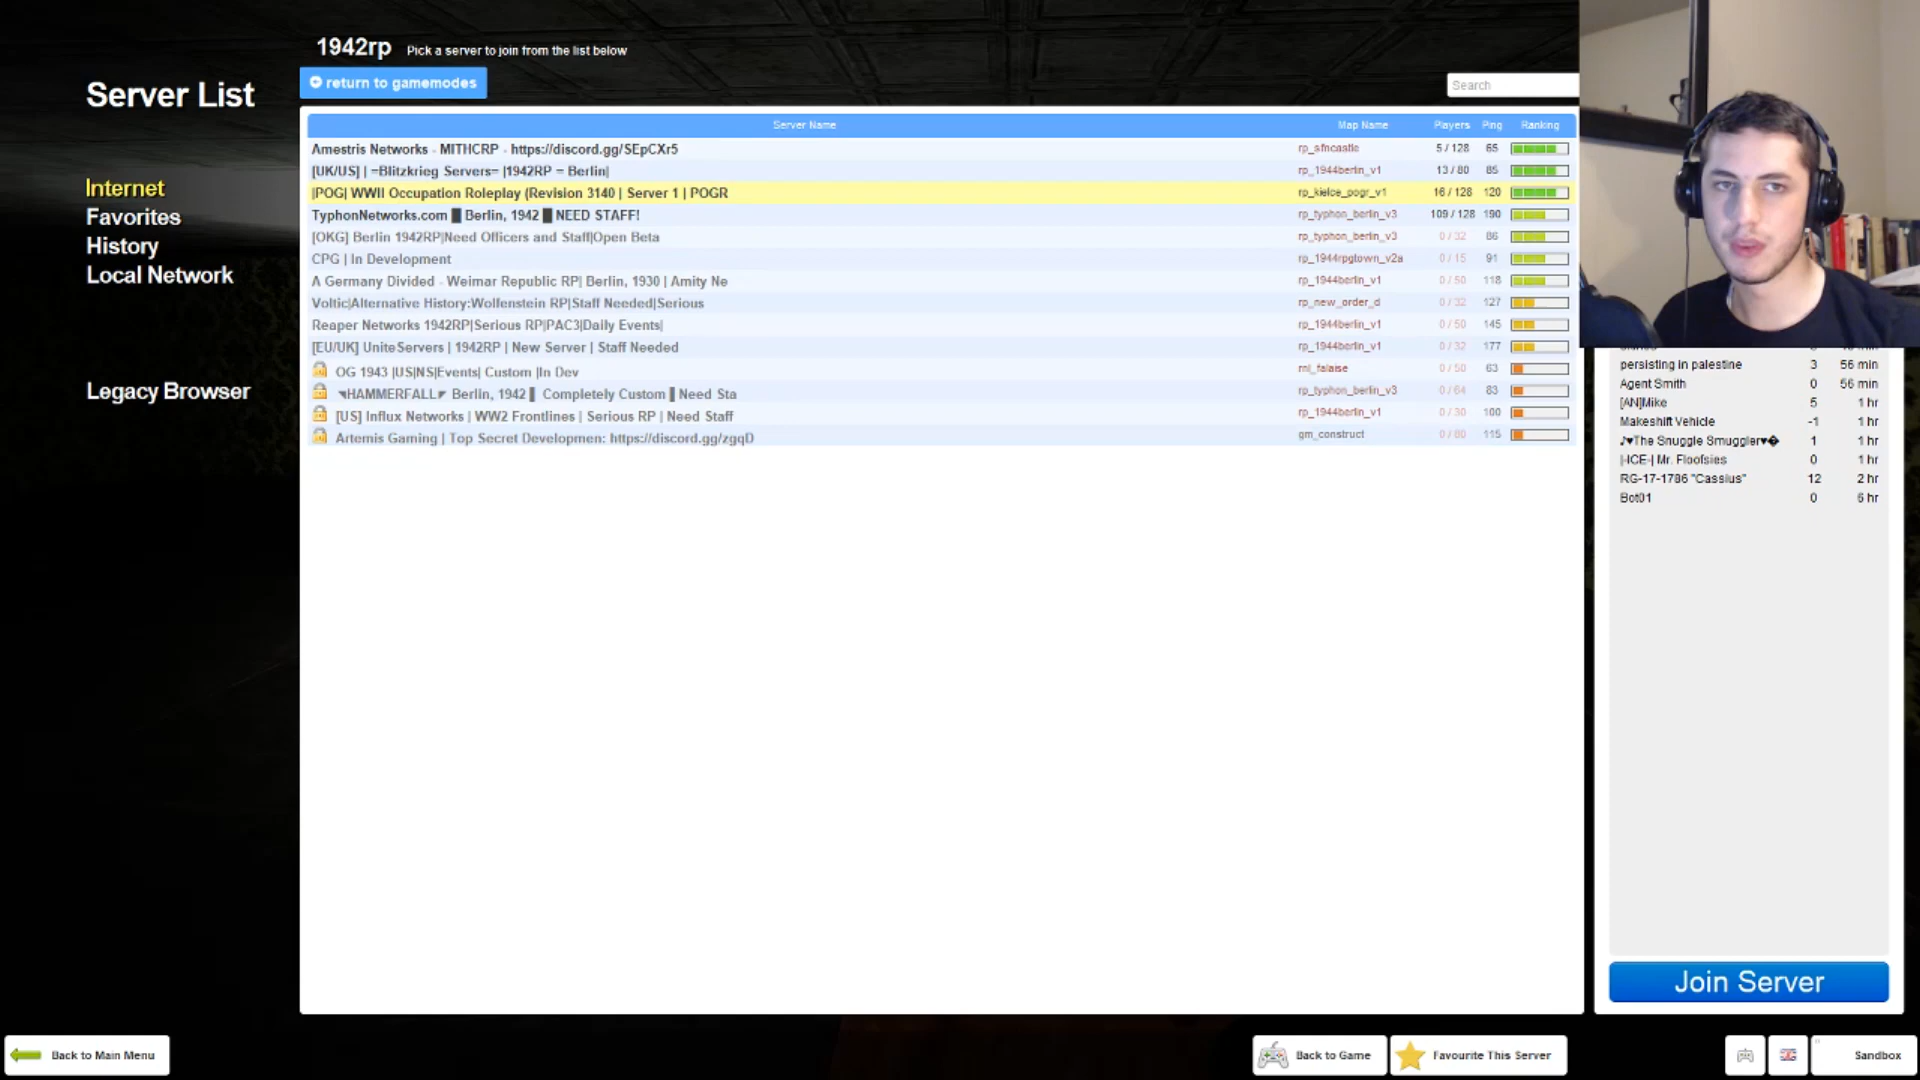 1942rp Pick a server to join from the list below
return to gamemodes
Search
Server List
Internet
Favorites
History
Local Network
Legacy Browser
Server Name Map Name Players Ping Ranking
Amestris Networks - MITHCRP - https://discord.gg/SEpCXr5 rp_sfncastle 5 / 128 65
[UK/US] | =Blitzkrieg Servers= |1942RP = Berlin| rp_1944berlin_v1 13 / 80 85
|POG| WWII Occupation Roleplay (Revision 3140 | Server 1 | POGR rp_kielce_pogr_v1 16 / 128 120
TyphonNetworks.com █ Berlin, 1942 █ NEED STAFF! rp_typhon_berlin_v3 109 / 128 190
[OKG] Berlin 1942RP|Need Officers and Staff|Open Beta rp_typhon_berlin_v3 0 / 32 86
CPG | In Development rp_1944rpgtown_v2a 0 / 15 91
A Germany Divided - Weimar Republic RP| Berlin, 1930 | Amity Ne rp_1944berlin_v1 0 / 50 118
Voltic|Alternative History:Wolfenstein RP|Staff Needed|Serious rp_new_order_d 0 / 32 127
Reaper Networks 1942RP|Serious RP|PAC3|Daily Events| rp_1944berlin_v1 0 / 50 145
[EU/UK] UniteServers | 1942RP | New Server | Staff Needed rp_1944berlin_v1 0 / 32 177
OG 1943 |US|NS|Events| Custom |In Dev mi_falaise 0 / 50 63
◥HAMMERFALL◤ Berlin, 1942 ▌ Completely Custom ▌Need Sta rp_typhon_berlin_v3 0 / 64 83
[US] Influx Networks | WW2 Frontlines | Serious RP | Need Staff rp_1944berlin_v1 0 / 30 100
Artemis Gaming | Top Secret Developmen: https://discord.gg/zgqD gm_construct 0 / 80 115
persisting in palestine 3 56 min
Agent Smith 0 56 min
[AN]Mike 5 1 hr
Makeshift Vehicle -1 1 hr
♪♥The Snuggle Smuggler♥� 1 1 hr
|-ICE-| Mr. Floofsies 0 1 hr
RG-17-1786 "Cassius" 12 2 hr
Bot01 0 6 hr
Join Server
Back to Main Menu
Back to Game
Favourite This Server
Sandbox